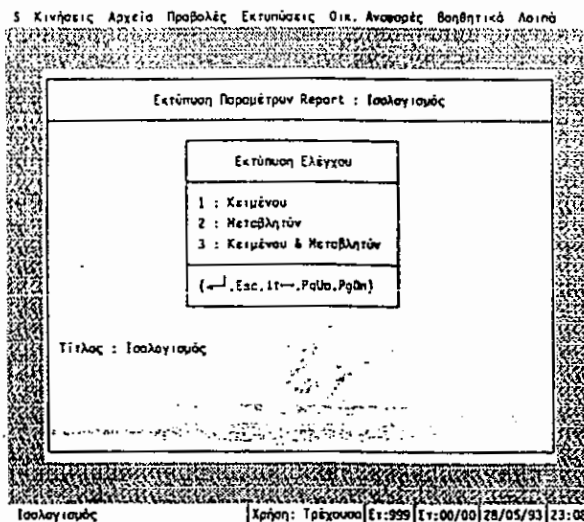 S Κινήσεις Αρχεία Προβολές Εκτυπώσεις Οικ. Αναφορές Βοηθητικά Λοιπά
Εκτύπωση Παραμέτρων Report : Ισολογισμός
Εκτύπωση Ελέγχου
1 : Κειμένου
2 : Μεταβλητών
3 : Κειμένου & Μεταβλητών
{←┘,Esc,↑↓←→,PgUp,PgDn}
Τίτλος : Ισολογισμός
Ισολογισμός Χρήση: Τρέχουσα Ετ:999 Στ:00/00 28/05/93 23:08